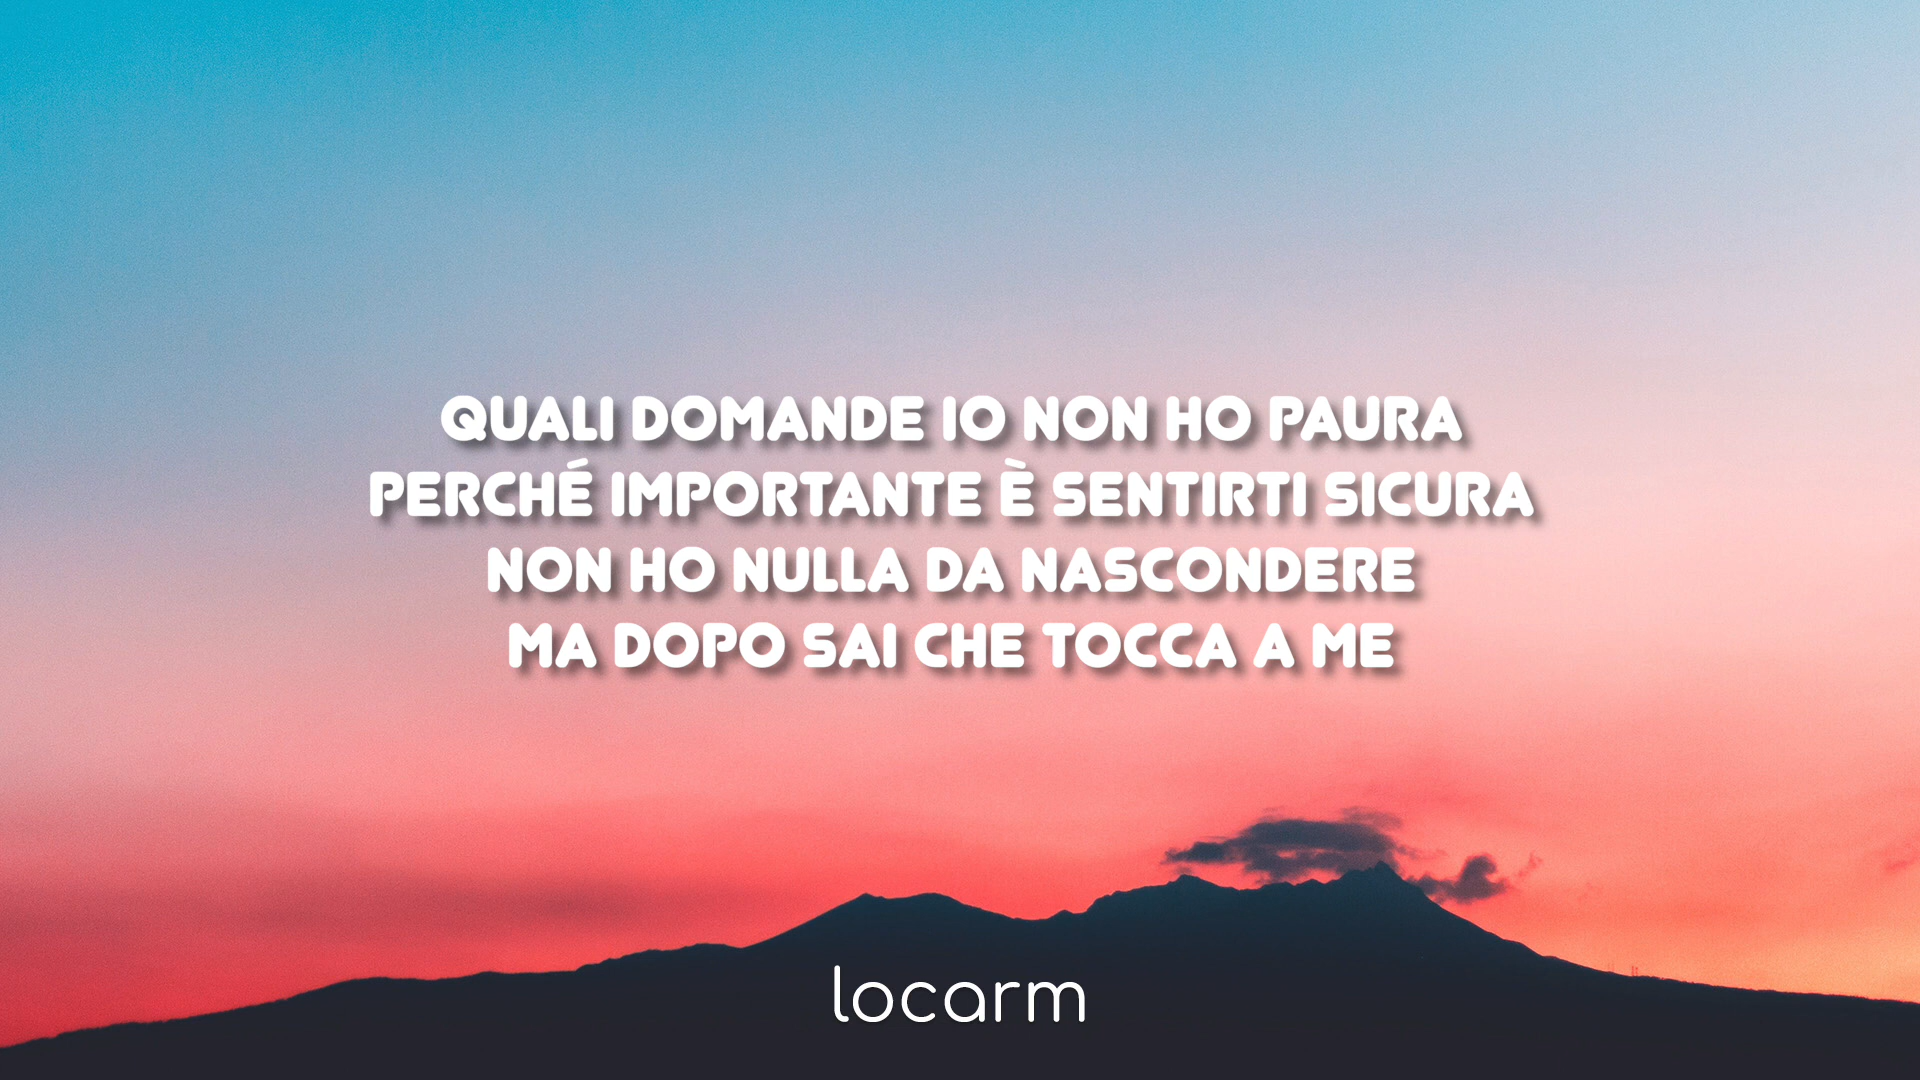 QUALI DOMANDE IO NON HO PAURA
PERCHÉ IMPORTANTE È SENTIRTI SICURA
NON HO NULLA DA NASCONDERE
MA DOPO SAI CHE TOCCA A ME
locarm